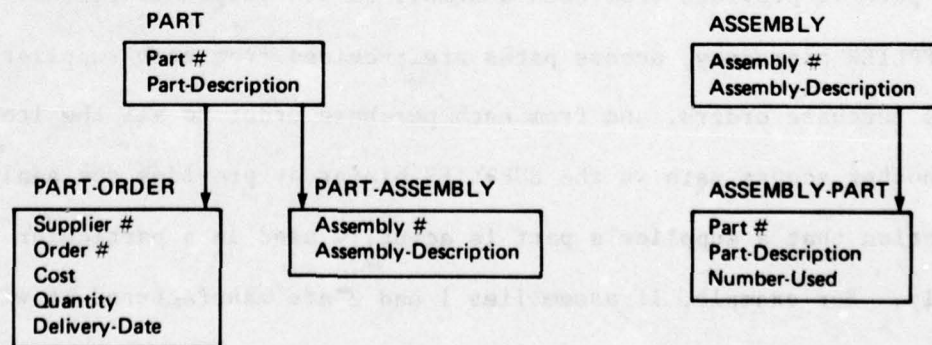 PART
Part #
Part-Description
PART-ORDER
Supplier #
Order #
Cost
Quantity
Delivery-Date
PART-ASSEMBLY
Assembly #
Assembly-Description
ASSEMBLY
Assembly #
Assembly-Description
ASSEMBLY-PART
Part #
Part-Description
Number-Used